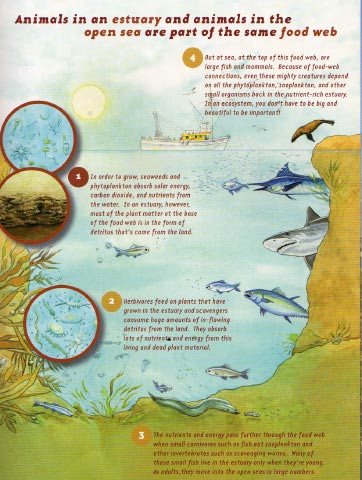 Animals in an estuary and animals in the
open sea are part of the same food web
4
Out at sea, at the top of this food web, are
large fish and mammals. Because of food-web
connections, even these mighty creatures depend
on all the phytoplankton, zooplankton, and other
small organisms back in the nutrient-rich estuary.
In an ecosystem, you don't have to be big and
beautiful to be important!
1
In order to grow, seaweeds and
phytoplankton absorb solar energy,
carbon dioxide, and nutrients from
the water. In an estuary, however,
most of the plant matter at the base
of the food web is in the form of
detritus that's come from the land.
2
Herbivores feed on plants that have
grown in the estuary and scavengers
consume huge amounts of in-flowing
detritus from the land. They absorb
lots of nutrients and energy from this
living and dead plant material.
3
The nutrients and energy pass further through the food web
when small carnivores such as fish eat zooplankton and
other invertebrates such as scavenging worms. Many of
these small fish live in the estuary only when they're young.
As adults, they move into the open seas in large numbers.